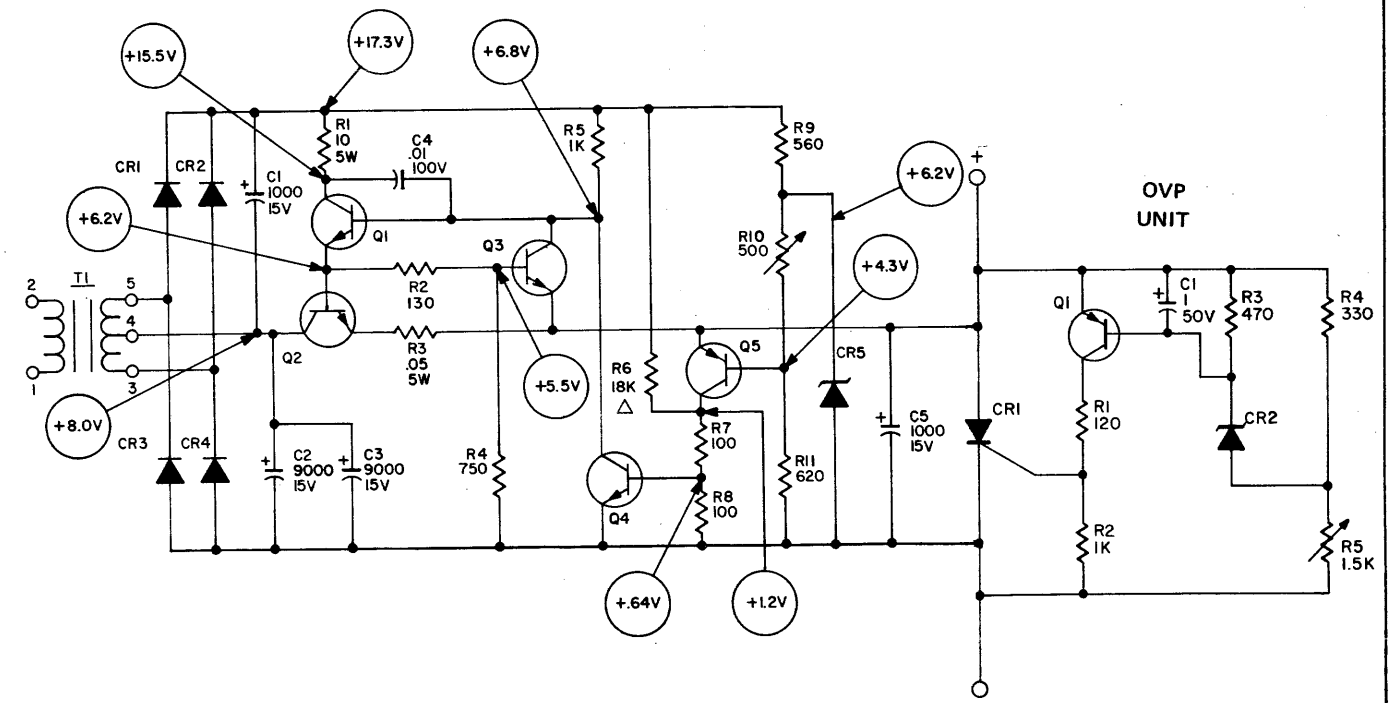 +15.5V
+17.3V
+6.8V
R1
10
5W
C4
.01
100V
R5
1K
R9
560
CR1
CR2
+
C1
1000
15V
+6.2V
+
OVP
UNIT
+6.2V
Q1
Q3
R10
500
+4.3V
2
T1
5
4
3
1
R2
130
Q2
R3
.05
5W
+5.5V
Q5
R6
18K
△
CR5
+
C5
1000
15V
Q1
+
C1
1
50V
R3
470
R4
330
+8.0V
CR3
CR4
+
C2
9000
15V
+
C3
9000
15V
R4
750
R7
100
R8
100
R11
620
Q4
CR1
R1
120
CR2
R2
1K
R5
1.5K
+.64V
+1.2V